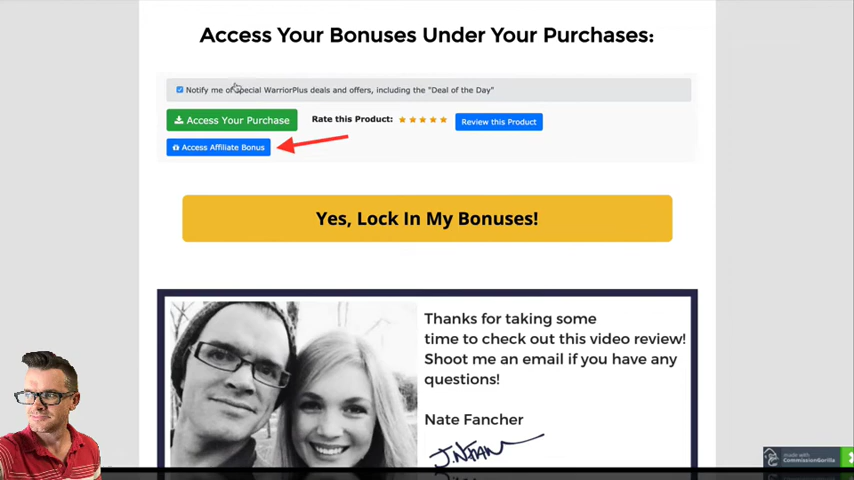 Access Your Bonuses Under Your Purchases:
Notify me of special WarriorPlus deals and offers, including the "Deal of the Day"
Access Your Purchase
Rate this Product:
Review this Product
Access Affiliate Bonus
Yes, Lock In My Bonuses!
Thanks for taking some
time to check out this video review!
Shoot me an email if you have any
questions!
Nate Fancher
J.Nathan
made with
CommissionGorilla